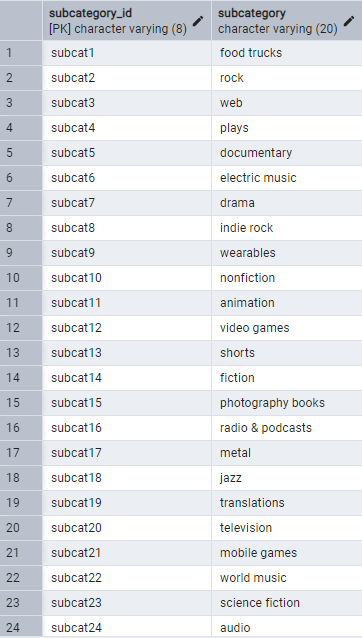 subcategory_id subcategory
[PK] character varying (8) character varying (20)
1 subcat1 food trucks
2 subcat2 rock
3 subcat3 web
4 subcat4 plays
5 subcat5 documentary
6 subcat6 electric music
7 subcat7 drama
8 subcat8 indie rock
9 subcat9 wearables
10 subcat10 nonfiction
11 subcat11 animation
12 subcat12 video games
13 subcat13 shorts
14 subcat14 fiction
15 subcat15 photography books
16 subcat16 radio & podcasts
17 subcat17 metal
18 subcat18 jazz
19 subcat19 translations
20 subcat20 television
21 subcat21 mobile games
22 subcat22 world music
23 subcat23 science fiction
24 subcat24 audio